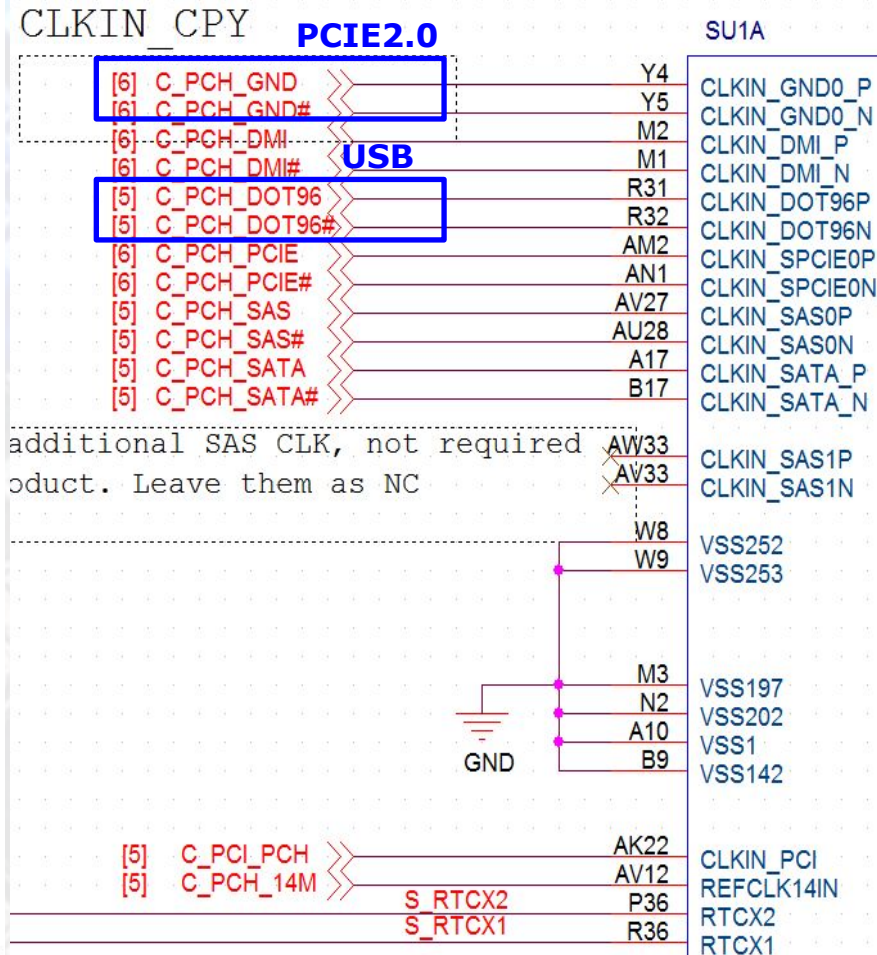 CLKIN_CPY
PCIE2.0
SU1A
[6] C_PCH_GND Y4 CLKIN_GND0_P
[6] C_PCH_GND# Y5 CLKIN_GND0_N
[6] C_PCH_DMI M2 CLKIN_DMI_P
USB
[6] C_PCH_DMI# M1 CLKIN_DMI_N
[5] C_PCH_DOT96 R31 CLKIN_DOT96P
[5] C_PCH_DOT96# R32 CLKIN_DOT96N
[6] C_PCH_PCIE AM2 CLKIN_SPCIE0P
[6] C_PCH_PCIE# AN1 CLKIN_SPCIE0N
[5] C_PCH_SAS AV27 CLKIN_SAS0P
[5] C_PCH_SAS# AU28 CLKIN_SAS0N
[5] C_PCH_SATA A17 CLKIN_SATA_P
[5] C_PCH_SATA# B17 CLKIN_SATA_N
additional SAS CLK, not required AW33 CLKIN_SAS1P
oduct. Leave them as NC AV33 CLKIN_SAS1N
W8 VSS252
W9 VSS253
M3 VSS197
N2 VSS202
A10 VSS1
GND B9 VSS142
[5] C_PCI_PCH AK22 CLKIN_PCI
[5] C_PCH_14M AV12 REFCLK14IN
S_RTCX2 P36 RTCX2
S_RTCX1 R36 RTCX1